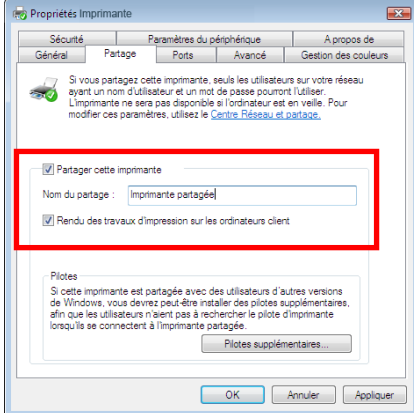 Propriétés Imprimante
Sécurité Paramètres du périphérique A propos de
Général Partage Ports Avancé Gestion des couleurs
Si vous partagez cette imprimante, seuls les utilisateurs sur votre réseau
ayant un nom d'utilisateur et un mot de passe pourront l'utiliser.
L'imprimante ne sera pas disponible si l'ordinateur est en veille. Pour
modifier ces paramètres, utilisez le Centre Réseau et
partage.
Partager cette imprimante
Nom du partage : Imprimante partagée
Rendu des travaux d'impression sur les ordinateurs client
Pilotes
Si cette imprimante est partagée avec des utilisateurs d'autres versions
de Windows, vous devrez peut-être installer des pilotes supplémentaires,
afin que les utilisateurs n'aient pas à rechercher le pilote d'imprimante
lorsqu'ils se connectent à l'imprimante partagée.
Pilotes supplémentaires...
OK Annuler Appliquer